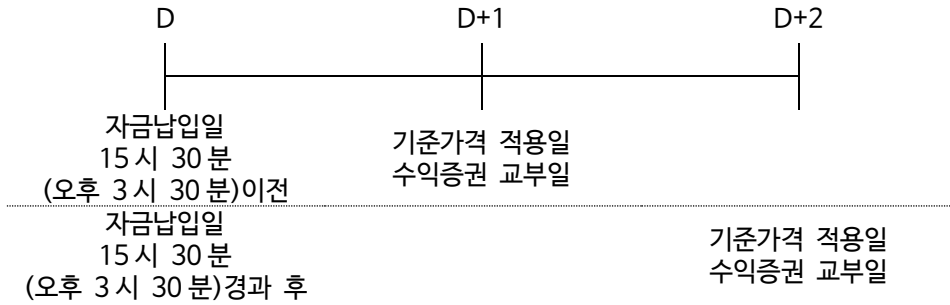 D D+1 D+2
자금납입일
15시 30분
(오후 3시 30분)이전
기준가격 적용일
수익증권 교부일
자금납입일
15시 30분
(오후 3시 30분)경과 후
기준가격 적용일
수익증권 교부일